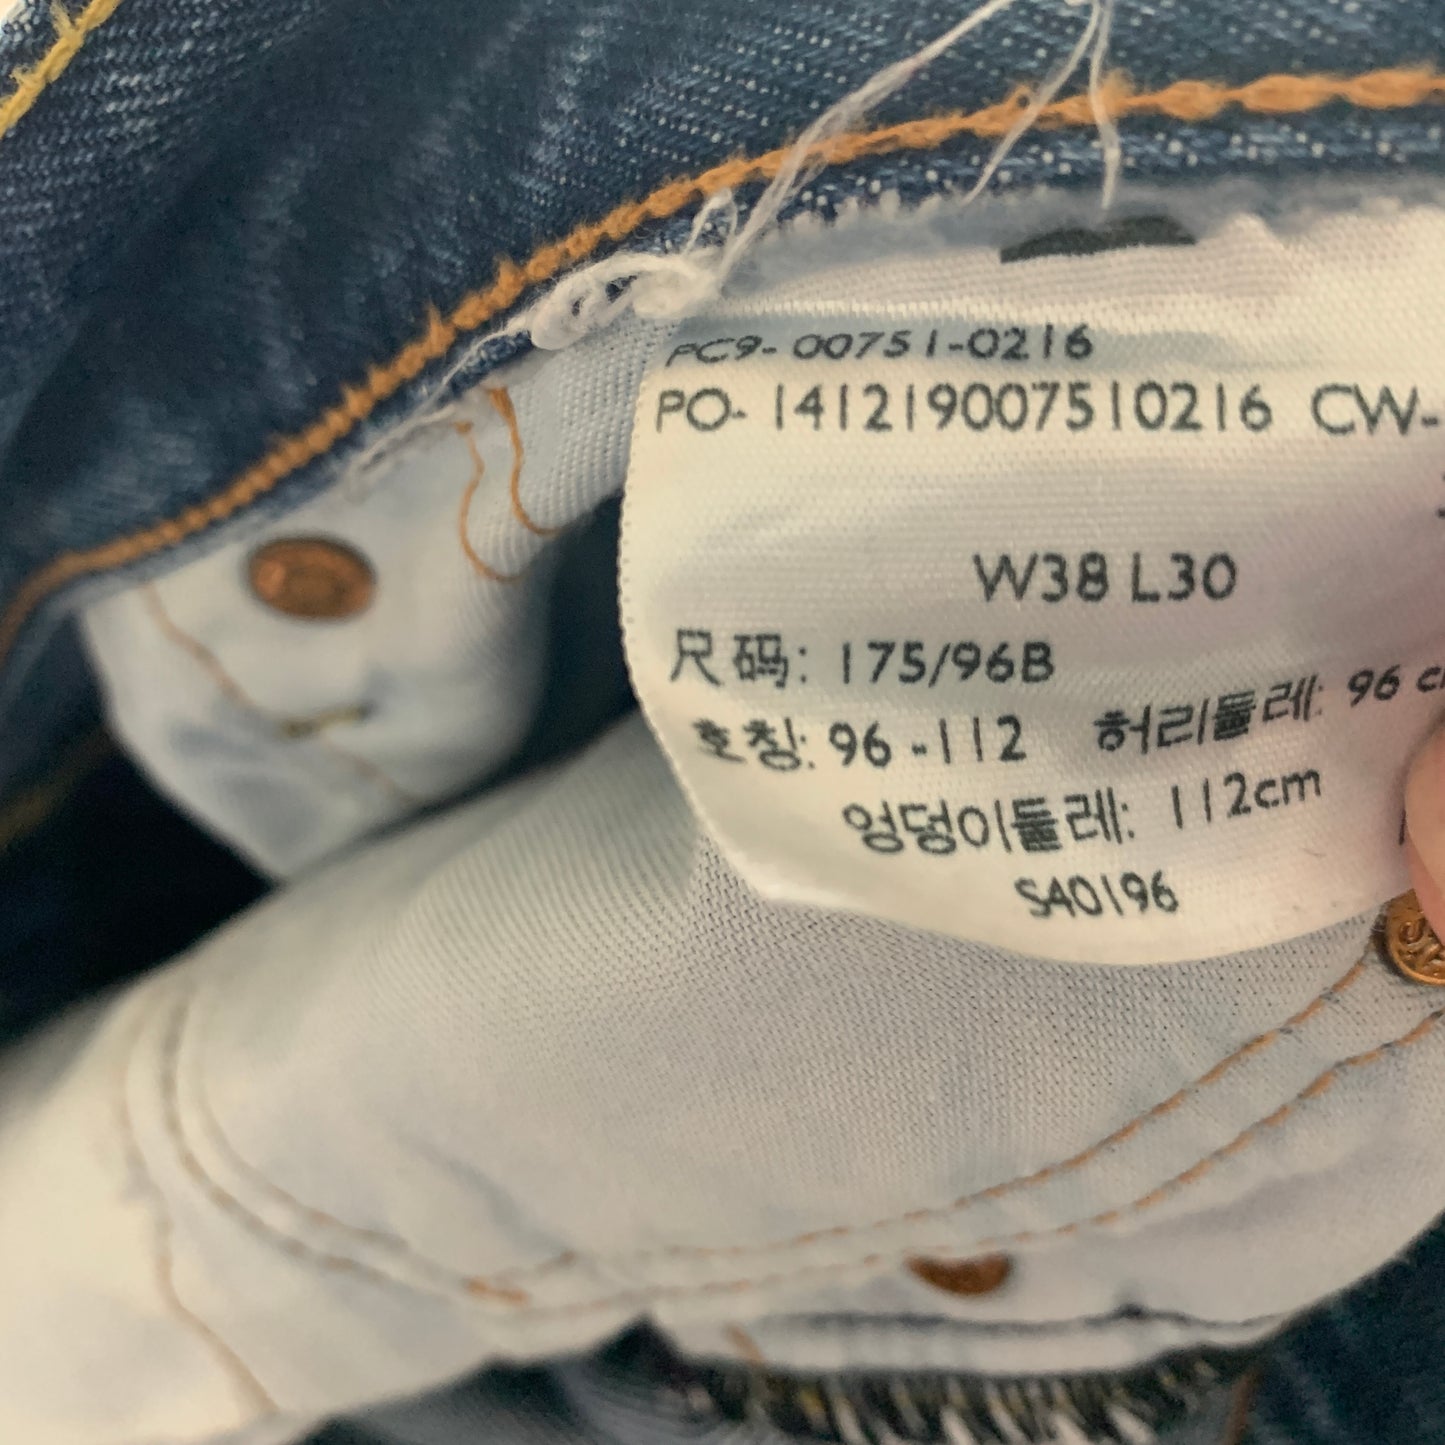 PC9-00751-0216
PO-141219007510216 CW-
W38 L30
尺码: 175/96B
호칭: 96-112 허리둘레: 96 c
엉덩이둘레: 112cm
SA0196